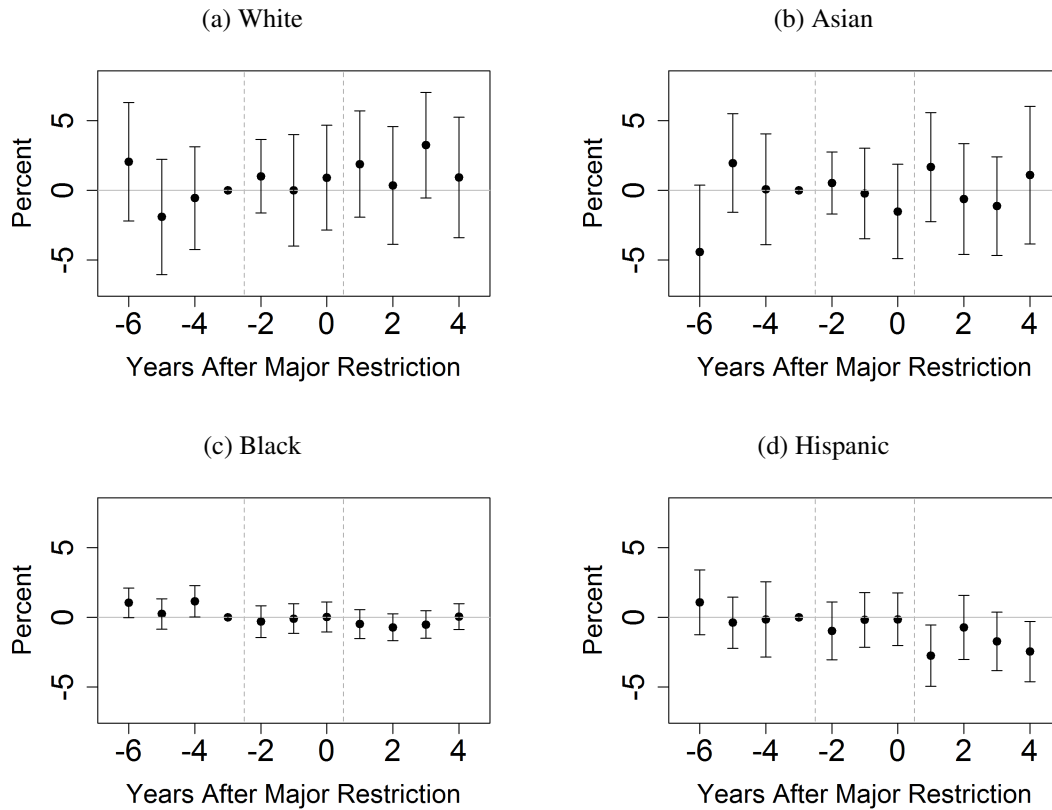 (a) White
5
0
-5
Percent
-6 -4 -2 0 2 4
Years After Major Restriction
(b) Asian
5
0
-5
Percent
-6 -4 -2 0 2 4
Years After Major Restriction
(c) Black
5
0
-5
Percent
-6 -4 -2 0 2 4
Years After Major Restriction
(d) Hispanic
5
0
-5
Percent
-6 -4 -2 0 2 4
Years After Major Restriction